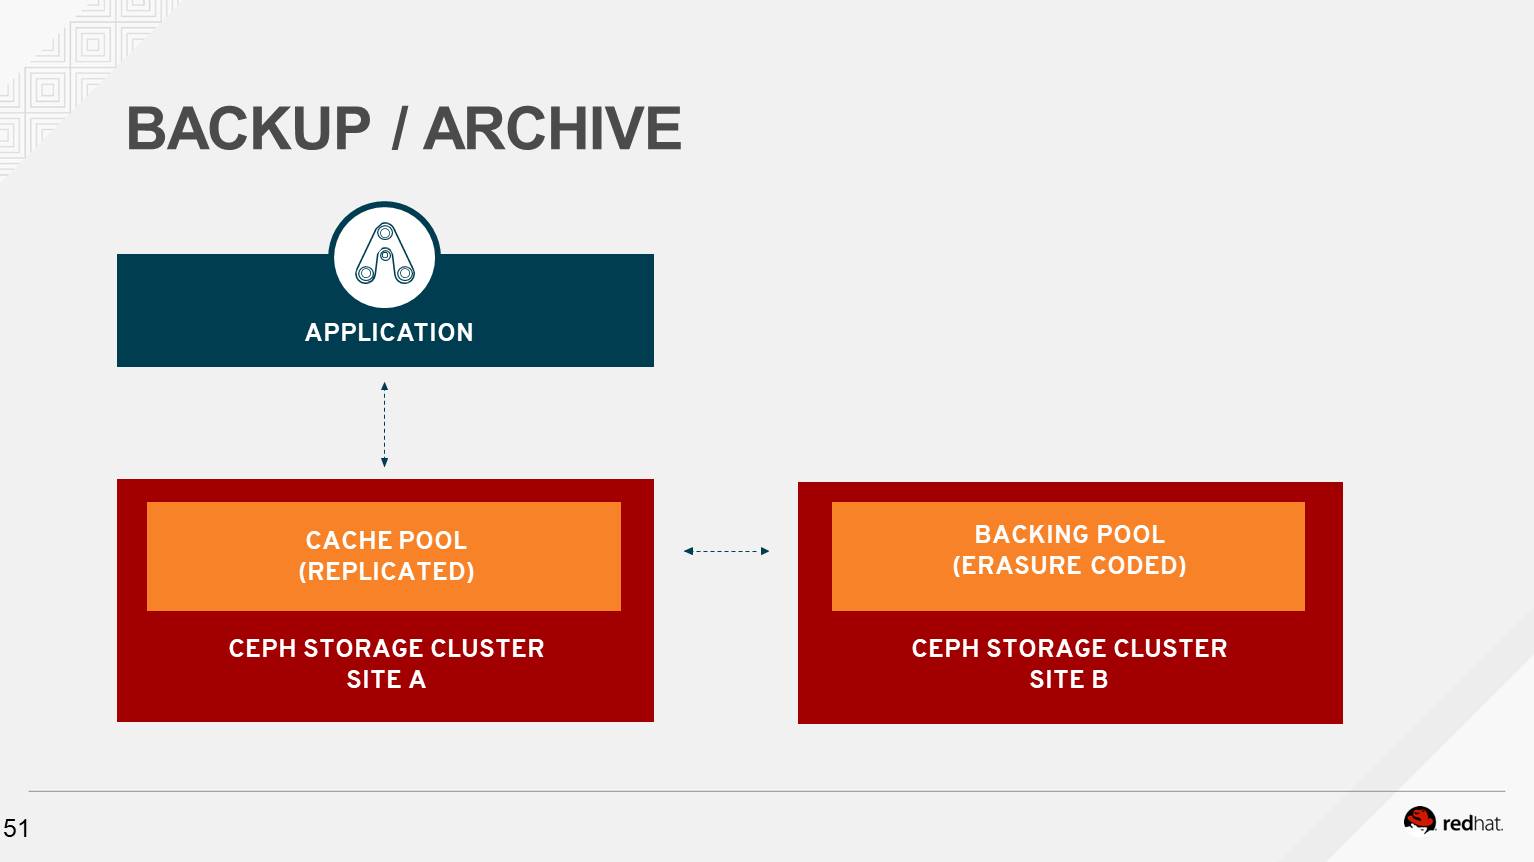 BACKUP / ARCHIVE
APPLICATION
CACHE POOL
(REPLICATED)
CEPH STORAGE CLUSTER
SITE A
BACKING POOL
(ERASURE CODED)
CEPH STORAGE CLUSTER
SITE B
51
redhat.